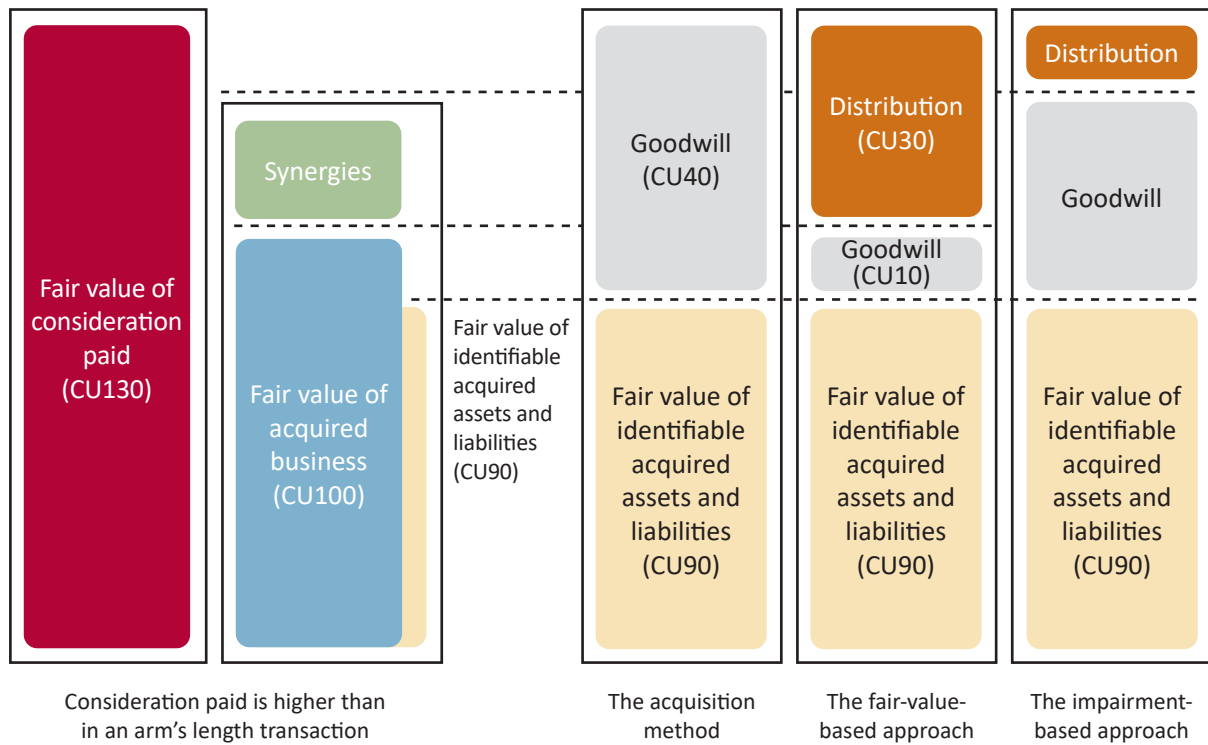 Fair value of
consideration
paid
(CU130)
Synergies
Fair value of
acquired
business
(CU100)
Fair value of
identifiable
acquired
assets and
liabilities
(CU90)
Goodwill
(CU40)
Fair value of
identifiable
acquired
assets and
liabilities
(CU90)
Distribution
(CU30)
Goodwill
(CU10)
Fair value of
identifiable
acquired
assets and
liabilities
(CU90)
Distribution
Goodwill
Fair value of
identifiable
acquired
assets and
liabilities
(CU90)
Consideration paid is higher than
in an arm’s length transaction
The acquisition
method
The fair-value-
based approach
The impairment-
based approach